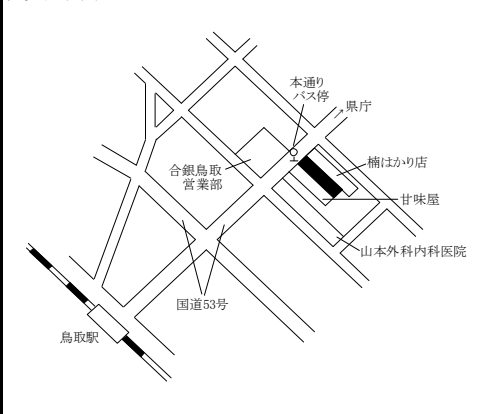 本通り
バス停
県庁
楠はかり店
合銀鳥取
営業部
甘味屋
山本外科内科医院
国道53号
鳥取駅